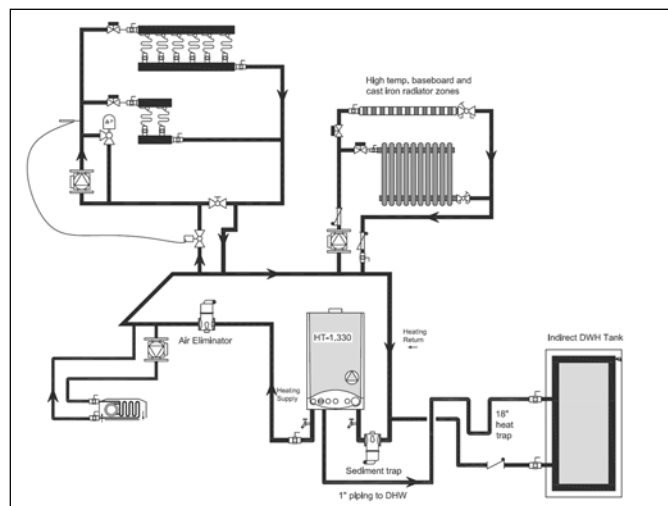 High temp, baseboard and
cast iron radiator zones
Air Eliminator
HT-1.330
Heating
Return
Indirect DWH Tank
Heating
Supply
18"
heat
trap
Sediment trap
1" piping to DHW